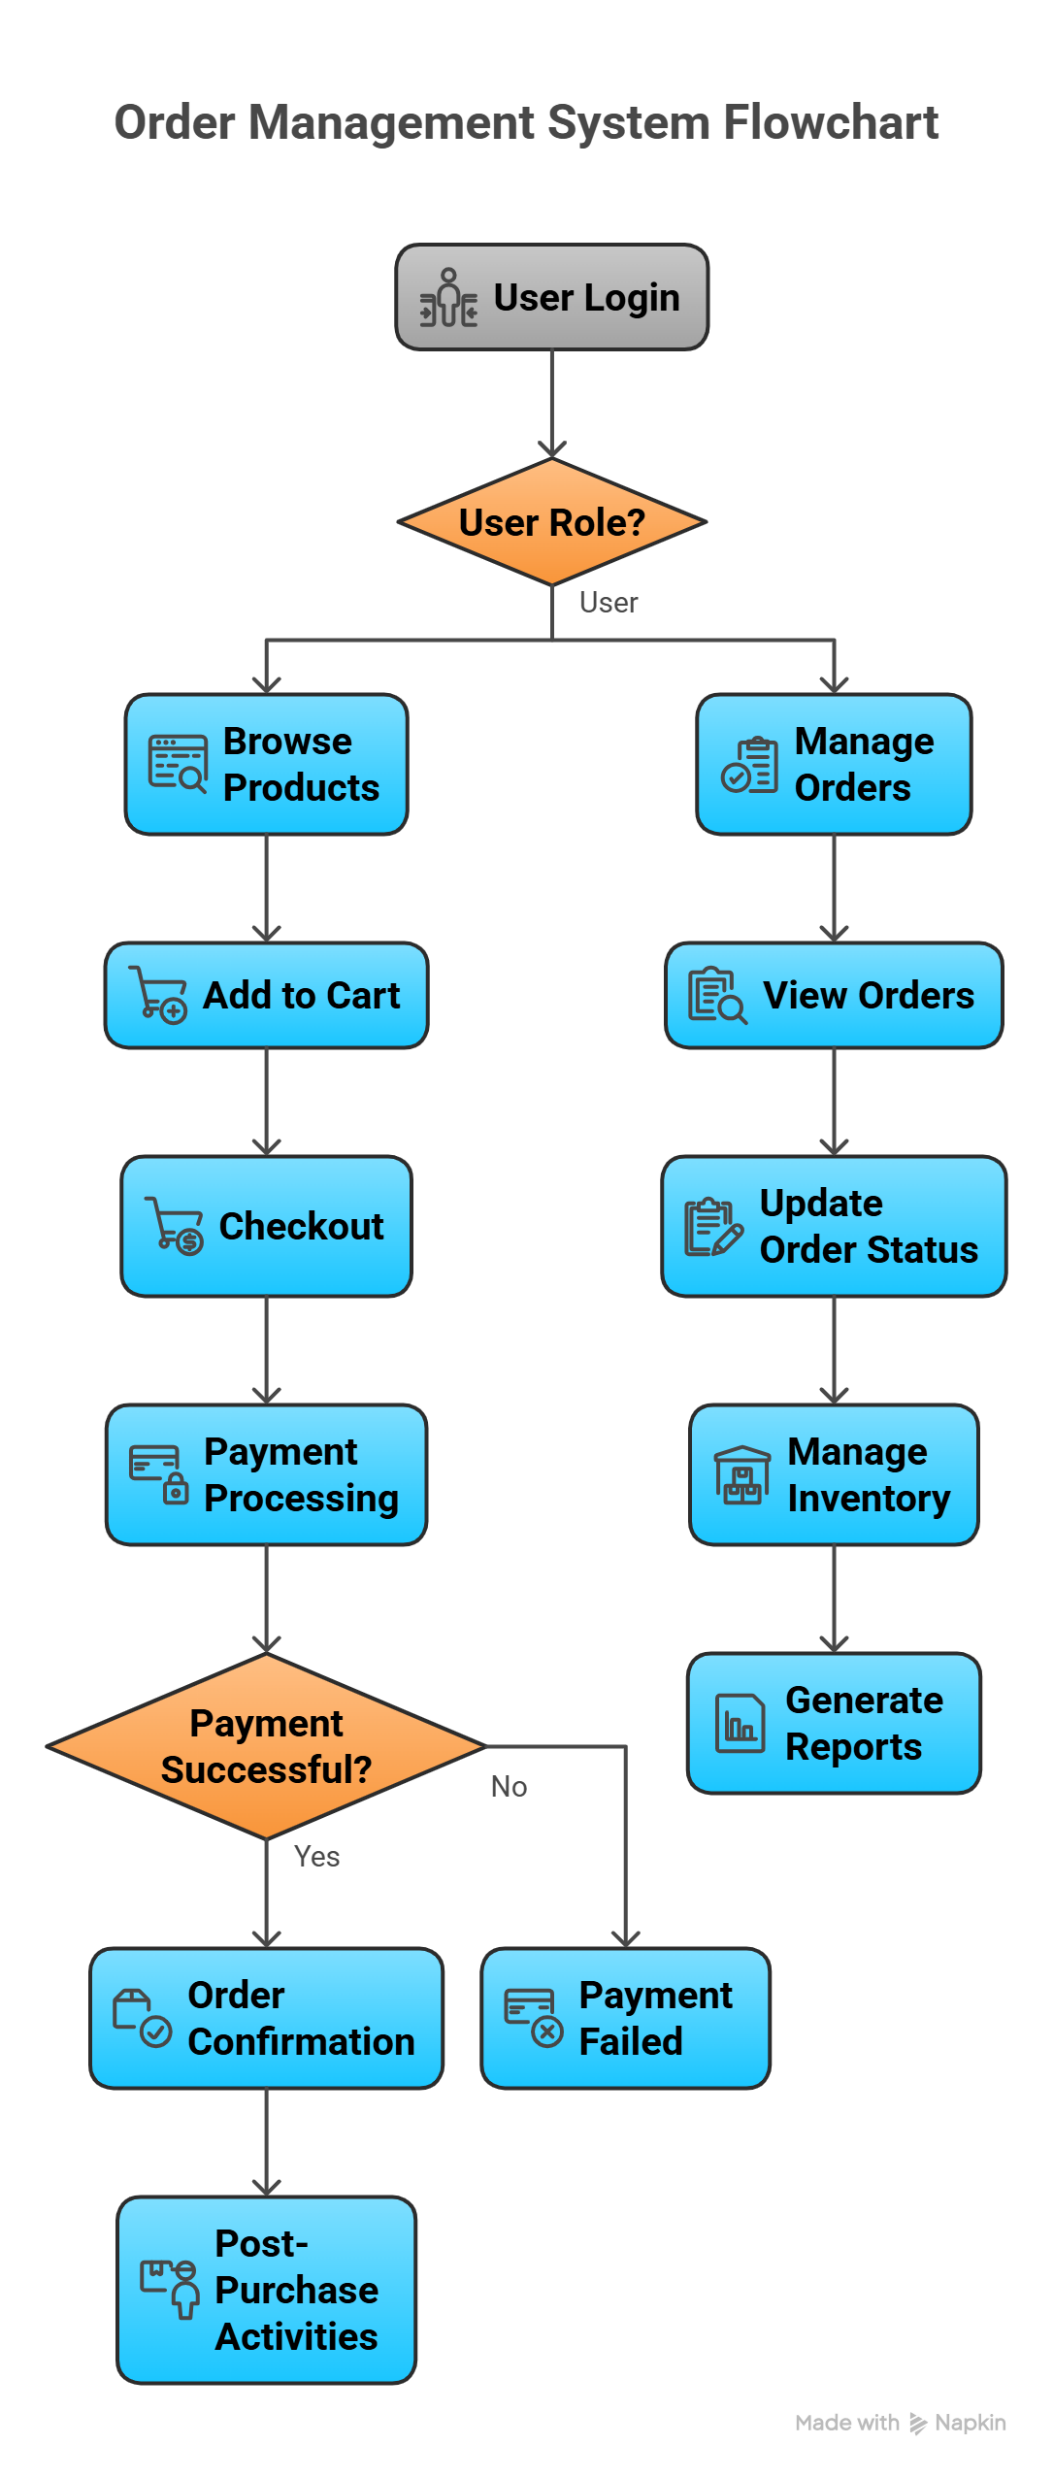 Order Management System Flowchart
User Login
User Role?
User
Browse
Products
Manage
Orders
Add to Cart
View Orders
Checkout
Update
Order Status
Payment
Processing
Manage
Inventory
Payment
Successful?
No
Yes
Generate
Reports
Order
Confirmation
Payment
Failed
Post-
Purchase
Activities
Made with Napkin